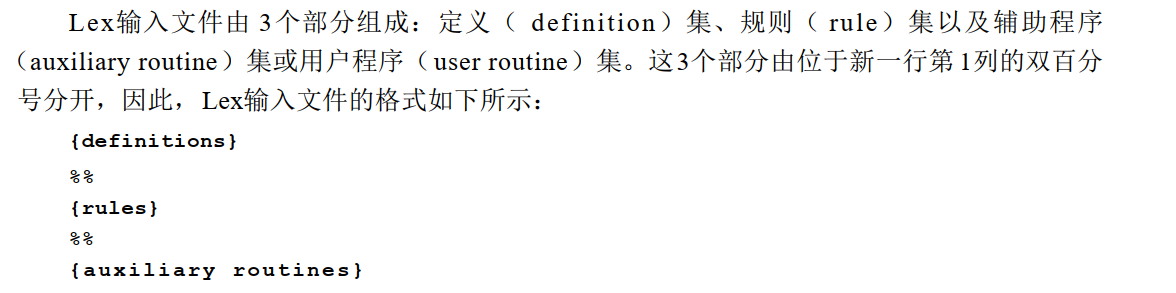 Lex输入文件由 3个部分组成：定义（ definition）集、规则（ rule）集以及辅助程序
（auxiliary routine）集或用户程序（user routine）集。这3个部分由位于新一行第1列的双百分
号分开，因此，Lex输入文件的格式如下所示：
{definitions}
%%
{rules}
%%
{auxiliary routines}